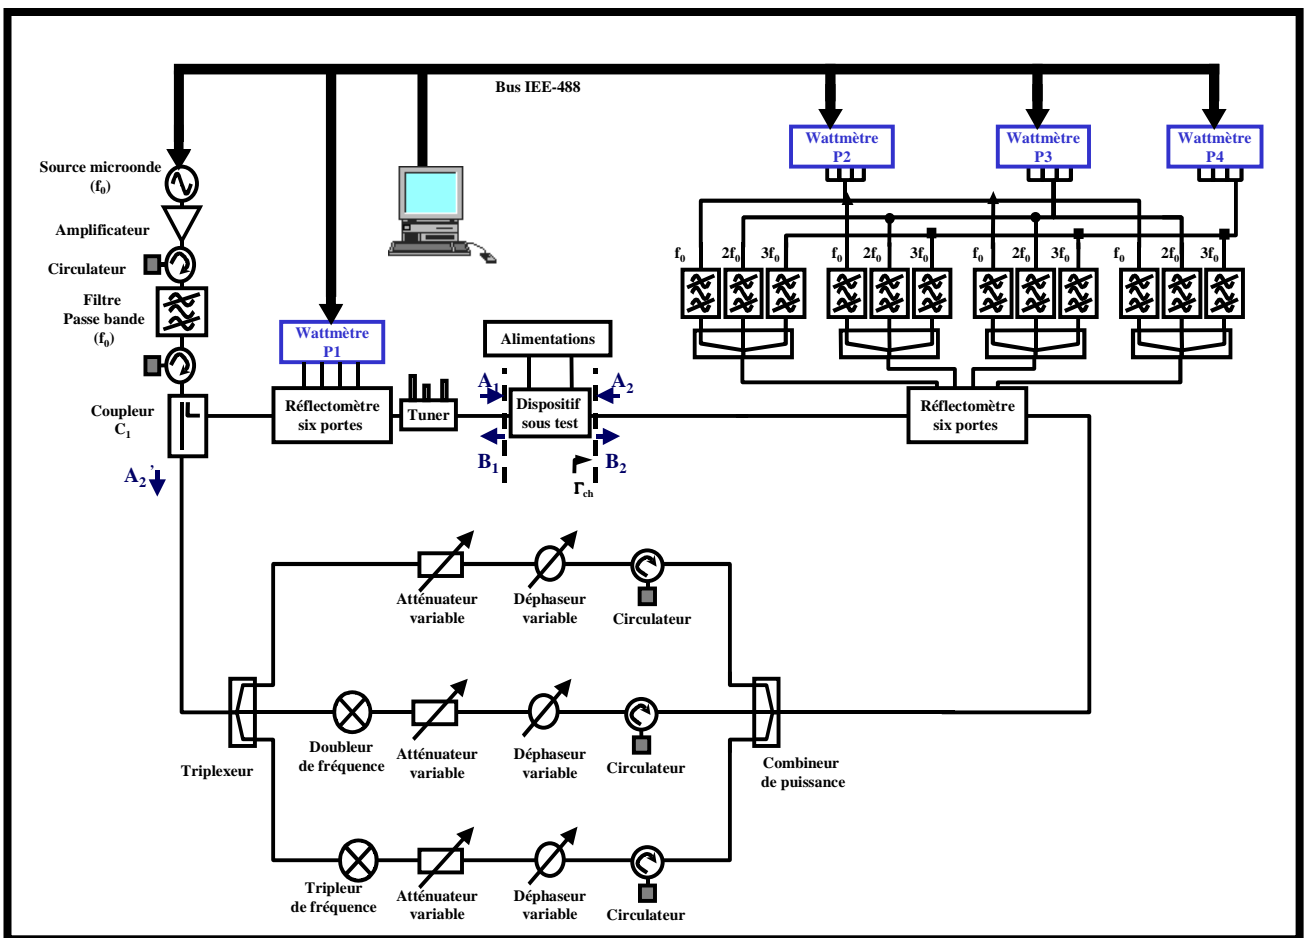 Bus IEE-488
Wattmètre
P2
Wattmètre
P3
Wattmètre
P4
Source microonde
(f₀)
Amplificateur
Circulateur
Filtre
Passe bande
(f₀)
Wattmètre
P1
Alimentations
f₀ 2f₀ 3f₀
f₀ 2f₀ 3f₀
f₀ 2f₀ 3f₀
f₀ 2f₀ 3f₀
Coupleur
C₁
Réflectomètre
six portes
Tuner
A₁
A₂
Dispositif
sous test
B₁
B₂
Γch
Réflectomètre
six portes
A₂'
Atténuateur
variable
Déphaseur
variable
Circulateur
Triplexeur
Doubleur
de fréquence
Atténuateur
variable
Déphaseur
variable
Circulateur
Combineur
de puissance
Tripleur
de fréquence
Atténuateur
variable
Déphaseur
variable
Circulateur